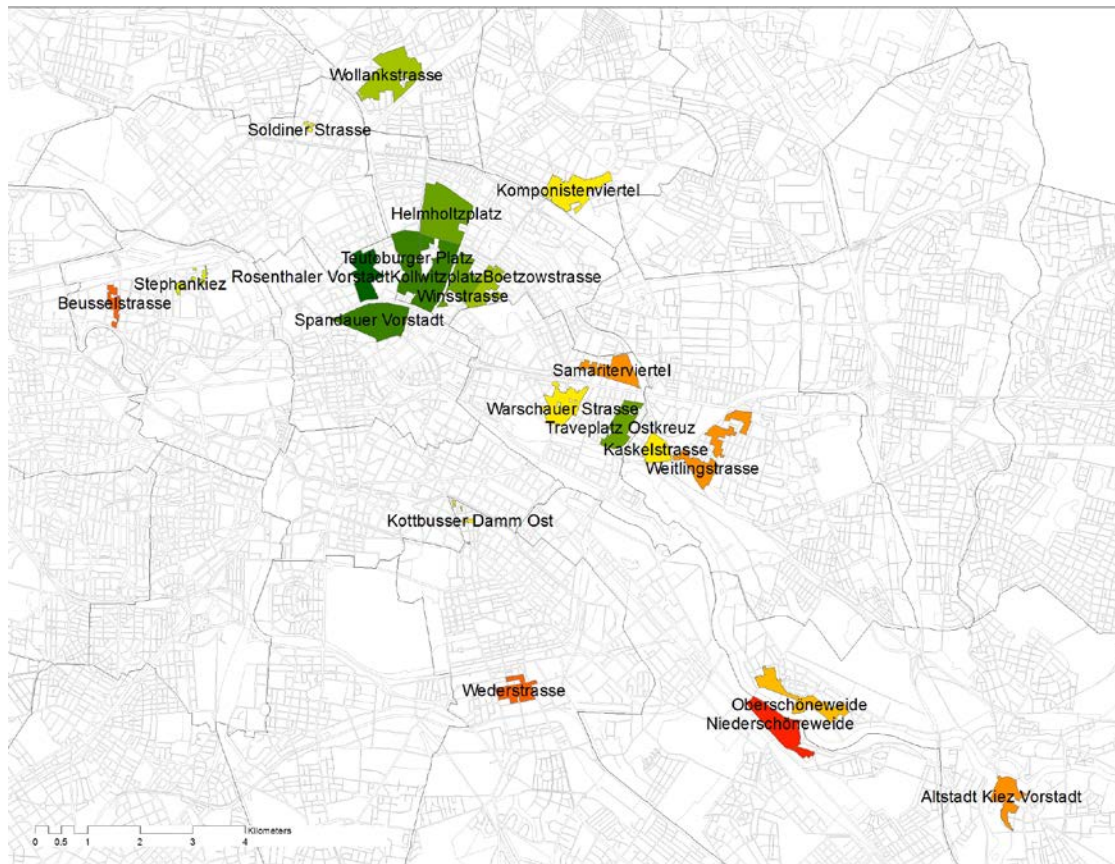 Wollankstrasse
Soldiner Strasse
Komponistenviertel
Helmholtzplatz
Teutoburger Platz
Stephankiez
Rosenthaler Vorstadt
Kollwitzplatz
Boetzowstrasse
Beusselstrasse
Winsstrasse
Spandauer Vorstadt
Samariterviertel
Warschauer Strasse
Traveplatz Ostkreuz
Kaskelstrasse
Weitlingstrasse
Kottbusser Damm Ost
Wederstrasse
Oberschöneweide
Niederschöneweide
Altstadt Kiez Vorstadt
Kilometers
0 0.5 1 2 3 4